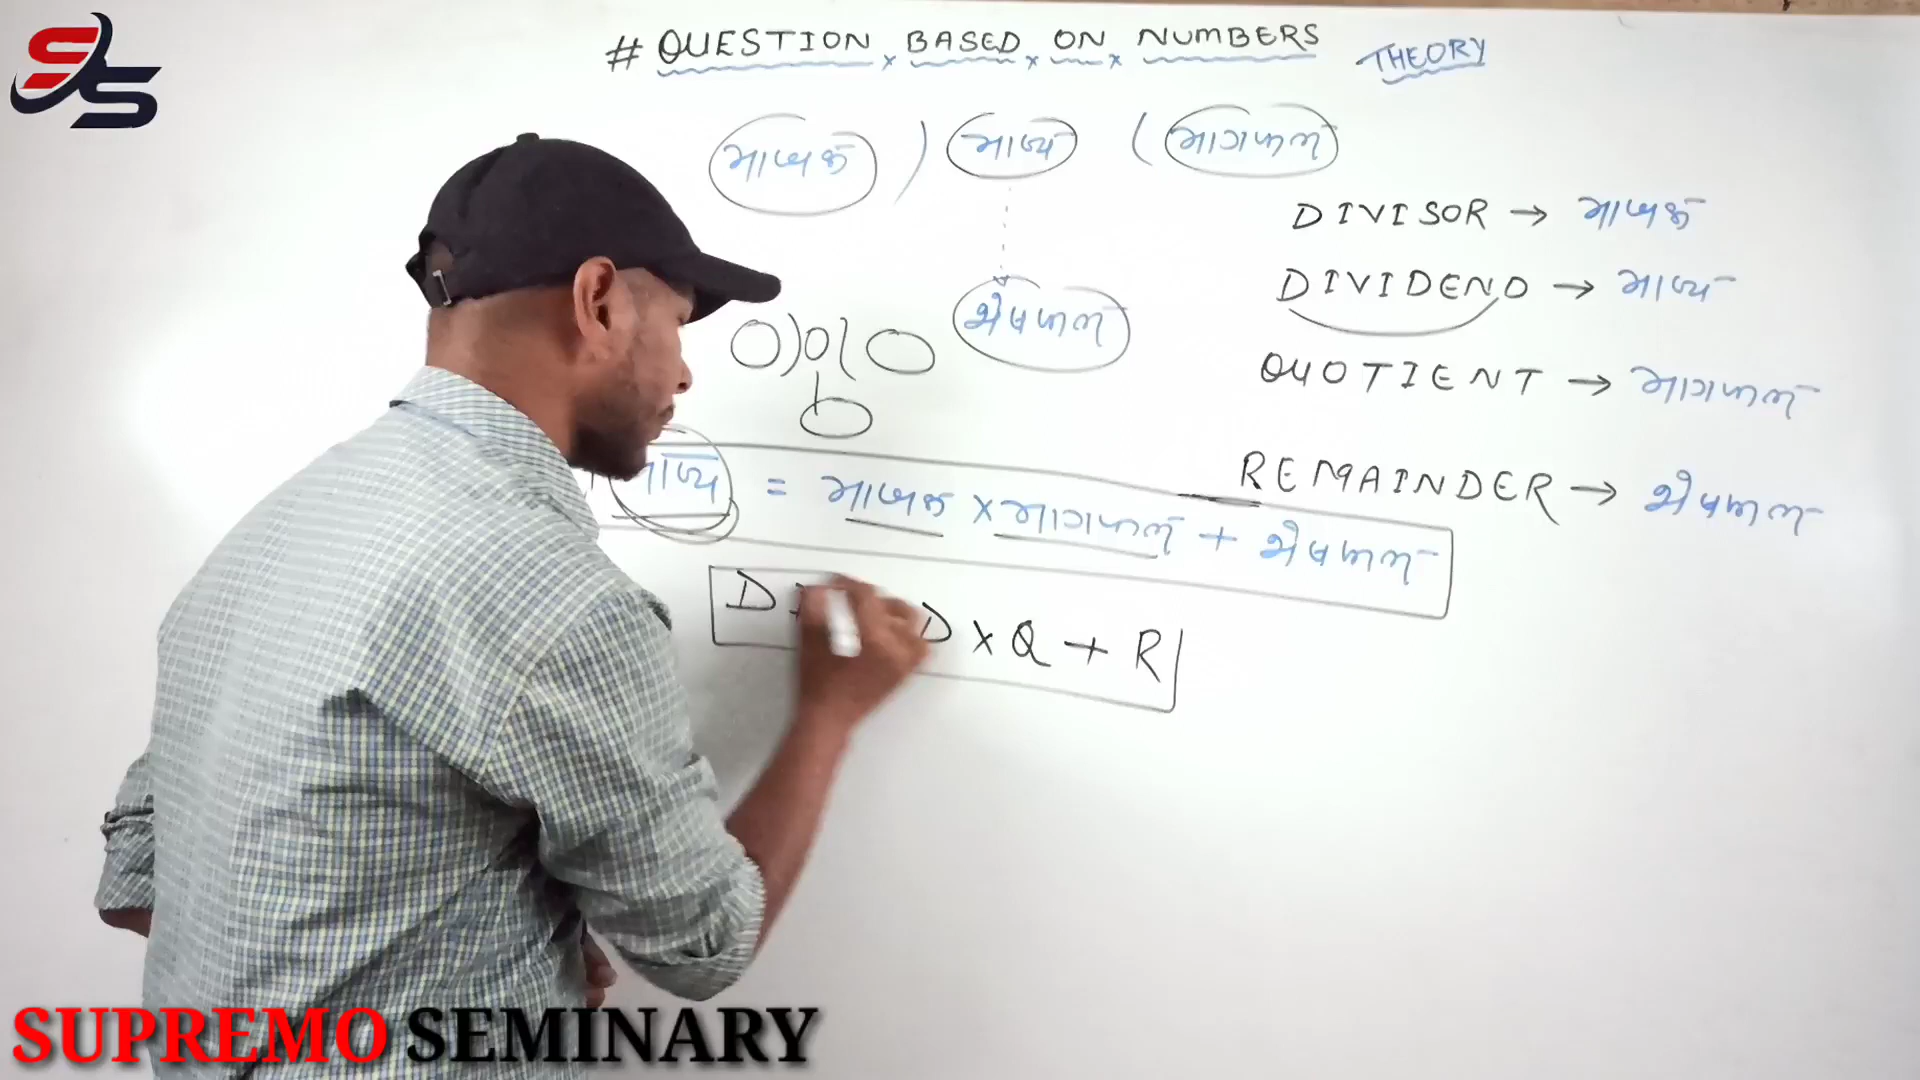 SS
# QUESTION BASED ON NUMBERS THEORY
भाजक ) भाज्य ( भागफल
शेषफल
DIVISOR → भाजक
DIVIDEND → भाज्य
QUOTIENT → भागफल
REMAINDER → शेषफल
भाज्य = भाजक × भागफल + शेषफल
D × Q + R
SUPREMO SEMINARY